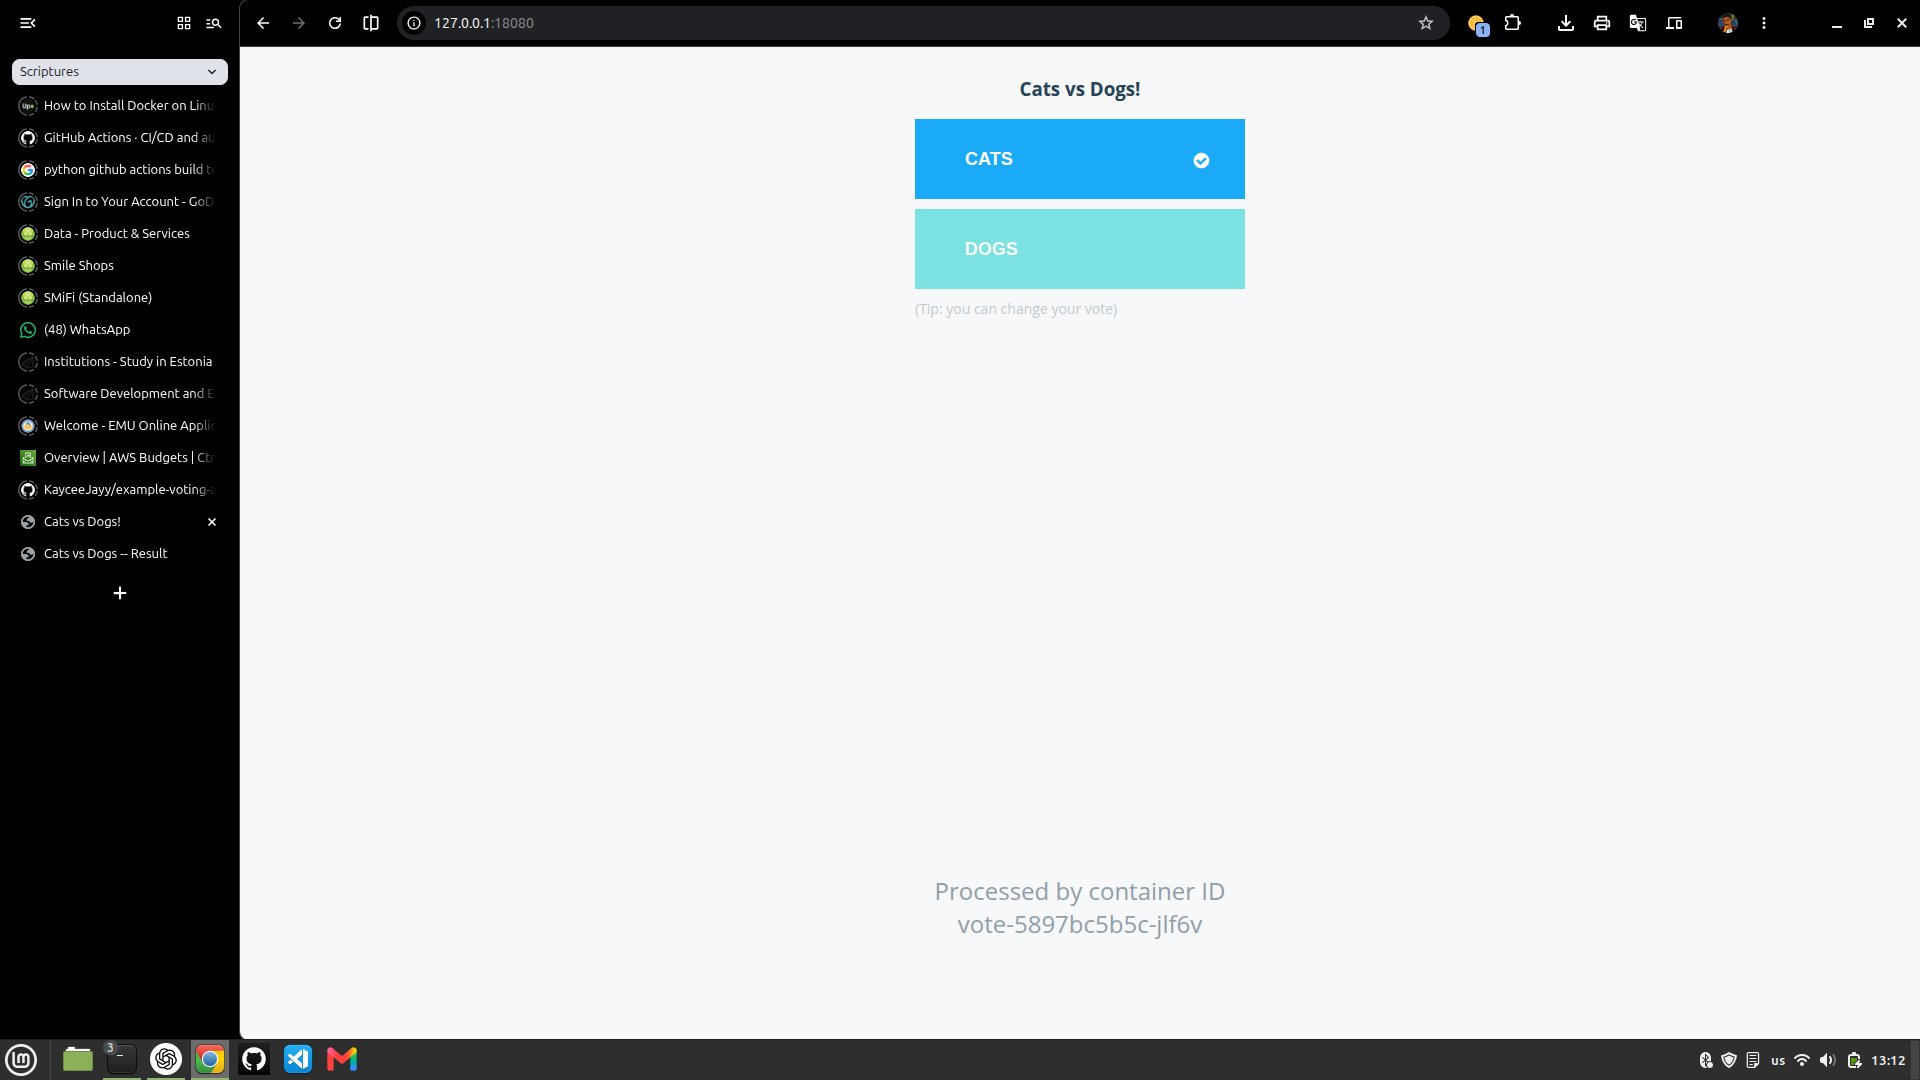 127.0.0.1:18080
1
Scriptures
How to Install Docker on Linu
GitHub Actions · CI/CD and au
python github actions build te
Sign In to Your Account - GoD
Data - Product & Services
Smile Shops
SMiFi (Standalone)
(48) WhatsApp
Institutions - Study in Estonia
Software Development and E
Welcome - EMU Online Applic
Overview | AWS Budgets | Ctr
KayceeJayy/example-voting-a
Cats vs Dogs!
Cats vs Dogs -- Result
Cats vs Dogs!
CATS
DOGS
(Tip: you can change your vote)
Processed by container ID
vote-5897bc5b5c-jlf6v
3
us
13:12